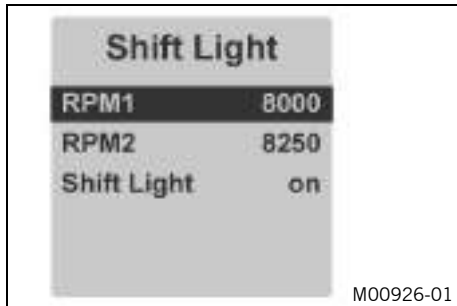 Shift Light
RPM1 8000
RPM2 8250
Shift Light on
M00926-01